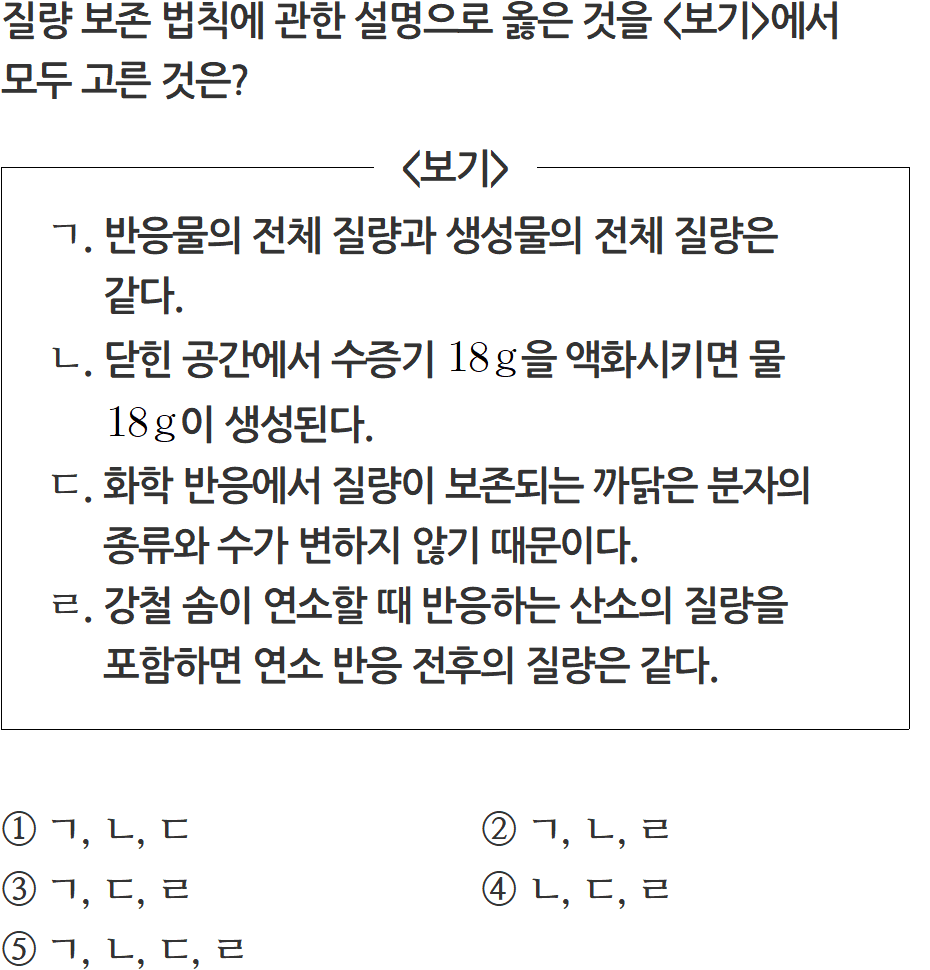 질량 보존 법칙에 관한 설명으로 옳은 것을 <보기>에서
모두 고른 것은?
<보기>
ㄱ. 반응물의 전체 질량과 생성물의 전체 질량은
같다.
ㄴ. 닫힌 공간에서 수증기 18g을 액화시키면 물
18g이 생성된다.
ㄷ. 화학 반응에서 질량이 보존되는 까닭은 분자의
종류와 수가 변하지 않기 때문이다.
ㄹ. 강철 솜이 연소할 때 반응하는 산소의 질량을
포함하면 연소 반응 전후의 질량은 같다.
① ㄱ, ㄴ, ㄷ ② ㄱ, ㄴ, ㄹ
③ ㄱ, ㄷ, ㄹ ④ ㄴ, ㄷ, ㄹ
⑤ ㄱ, ㄴ, ㄷ, ㄹ